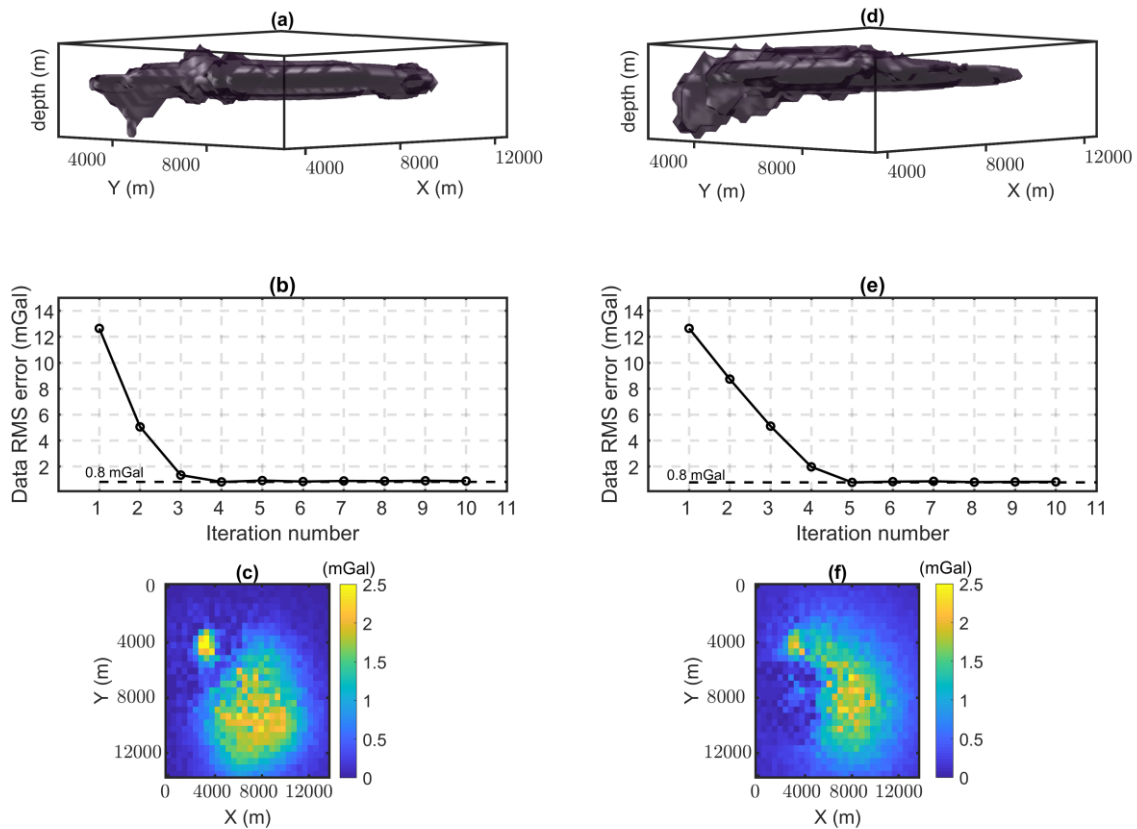 (a)
depth (m)
4000 8000 4000 8000 12000
Y (m) X (m)
(d)
depth (m)
4000 8000 4000 8000 12000
Y (m) X (m)
(b)
Data RMS error (mGal)
14
12
10
8
6
4
2
0.8 mGal
1 2 3 4 5 6 7 8 9 10 11
Iteration number
(e)
Data RMS error (mGal)
14
12
10
8
6
4
2
0.8 mGal
1 2 3 4 5 6 7 8 9 10 11
Iteration number
(c) (mGal)
Y (m)
0
4000
8000
12000
0 4000 8000 12000
X (m)
2.5
2
1.5
1
0.5
0
(f) (mGal)
Y (m)
0
4000
8000
12000
0 4000 8000 12000
X (m)
2.5
2
1.5
1
0.5
0